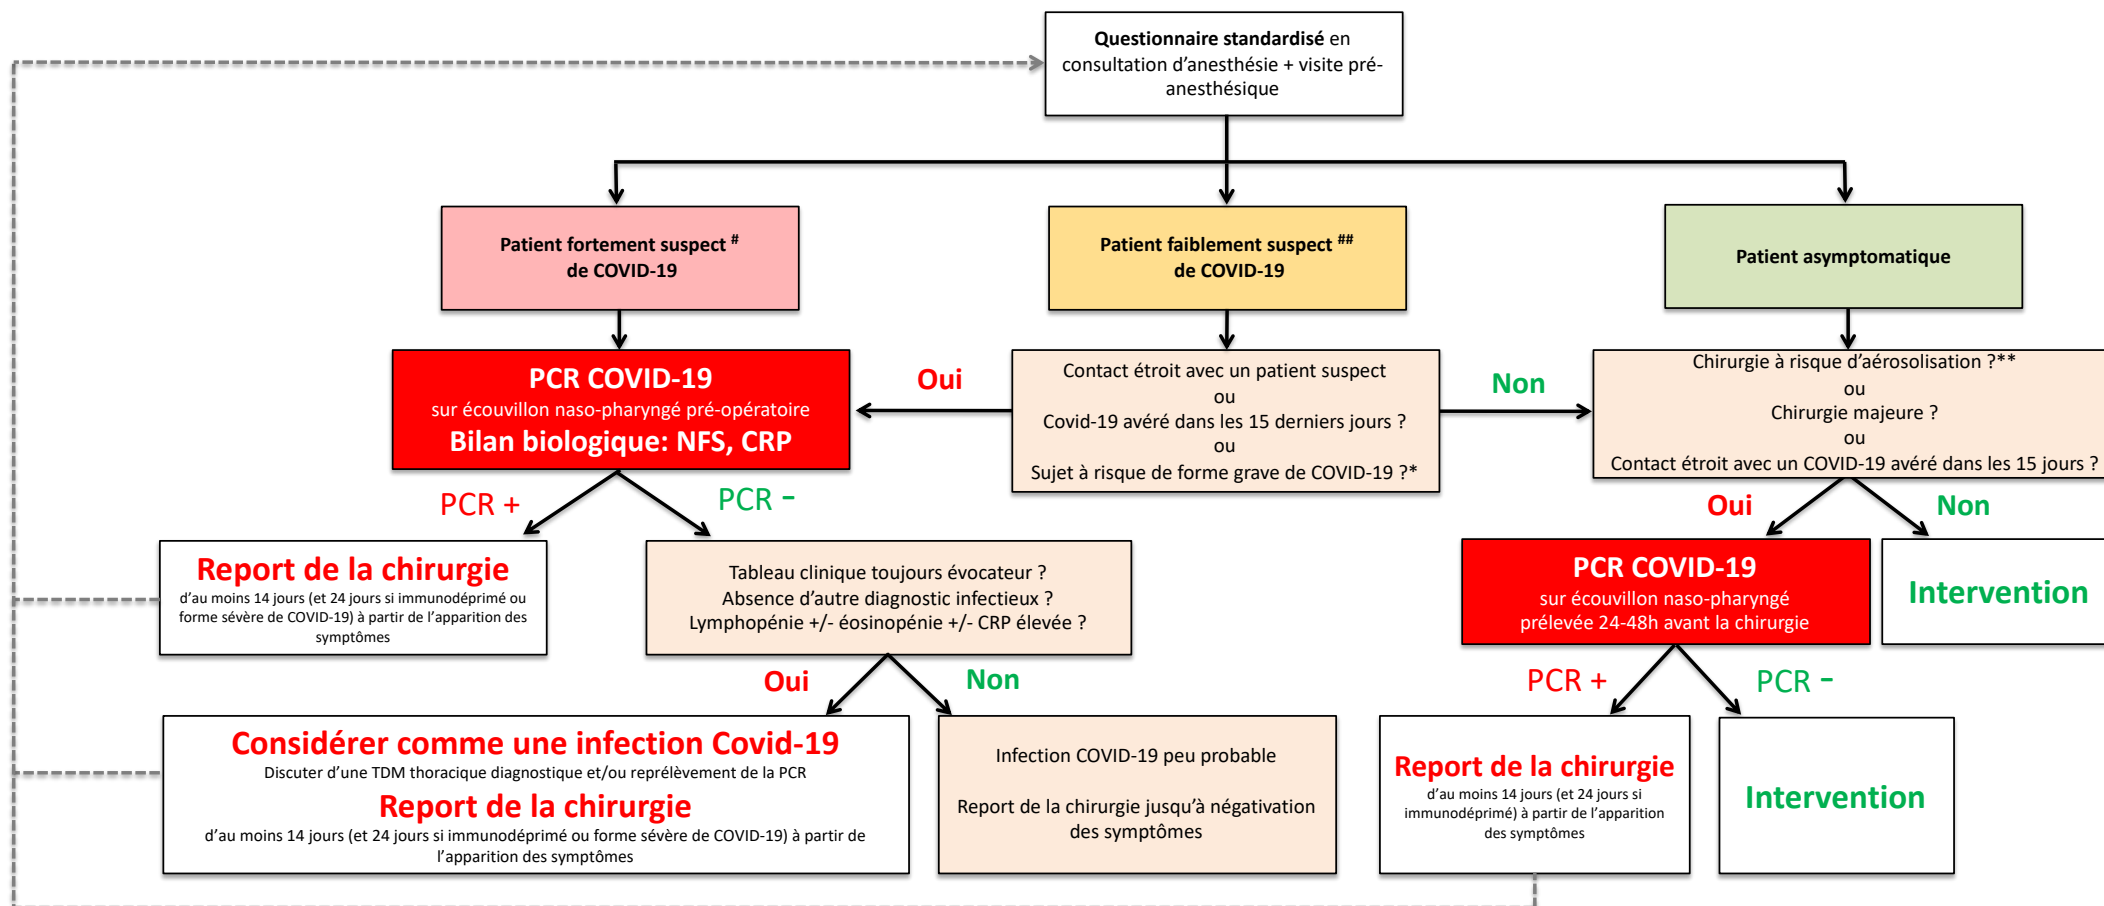 Questionnaire standardisé en
consultation d'anesthésie + visite pré-
anesthésique
Patient fortement suspect #
de COVID-19
Patient faiblement suspect ##
de COVID-19
Patient asymptomatique
PCR COVID-19
sur écouvillon naso-pharyngé pré-opératoire
Bilan biologique: NFS, CRP
Oui
Contact étroit avec un patient suspect
ou
Covid-19 avéré dans les 15 derniers jours ?
ou
Sujet à risque de forme grave de COVID-19 ?*
Non
Chirurgie à risque d'aérosolisation ?**
ou
Chirurgie majeure ?
ou
Contact étroit avec un COVID-19 avéré dans les 15 jours ?
PCR +
PCR -
Oui
Non
Report de la chirurgie
d'au moins 14 jours (et 24 jours si immunodéprimé ou
forme sévère de COVID-19) à partir de l'apparition des
symptômes
Tableau clinique toujours évocateur ?
Absence d'autre diagnostic infectieux ?
Lymphopénie +/- éosinopénie +/- CRP élevée ?
PCR COVID-19
sur écouvillon naso-pharyngé
prélevée 24-48h avant la chirurgie
Intervention
Oui
Non
PCR +
PCR -
Considérer comme une infection Covid-19
Discuter d'une TDM thoracique diagnostique et/ou reprélèvement de la PCR
Report de la chirurgie
d'au moins 14 jours (et 24 jours si immunodéprimé ou forme sévère de COVID-19) à partir de
l'apparition des symptômes
Infection COVID-19 peu probable
Report de la chirurgie jusqu'à négativation
des symptômes
Report de la chirurgie
d'au moins 14 jours (et 24 jours si
immunodéprimé) à partir de l'apparition
des symptômes
Intervention